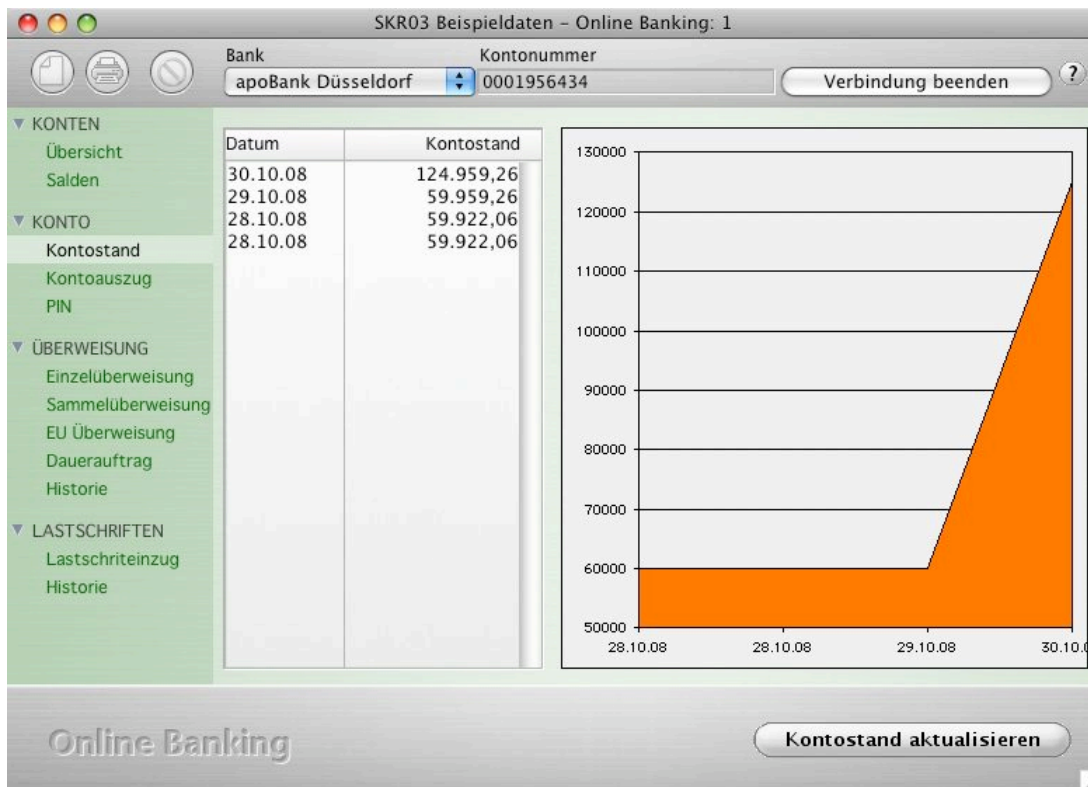 SKR03 Beispieldaten – Online Banking: 1
Bank
Kontonummer
apoBank Düsseldorf
0001956434
Verbindung beenden
?
KONTEN
Übersicht
Salden
KONTO
Kontostand
Kontoauszug
PIN
ÜBERWEISUNG
Einzelüberweisung
Sammelüberweisung
EU Überweisung
Dauerauftrag
Historie
LASTSCHRIFTEN
Lastschriteinzug
Historie
Datum Kontostand
30.10.08 124.959,26
29.10.08 59.959,26
28.10.08 59.922,06
28.10.08 59.922,06
130000
120000
110000
100000
90000
80000
70000
60000
50000
28.10.08 28.10.08 29.10.08 30.10.0
Online Banking
Kontostand aktualisieren